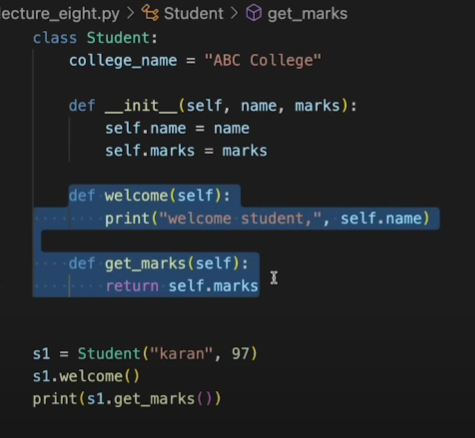 lecture_eight.py > Student > get_marks
class Student:
    college_name = "ABC College"
    def __init__(self, name, marks):
        self.name = name
        self.marks = marks
    def welcome(self):
        print("welcome student,", self.name)
    def get_marks(self):
        return self.marks
s1 = Student("karan", 97)
s1.welcome()
print(s1.get_marks())